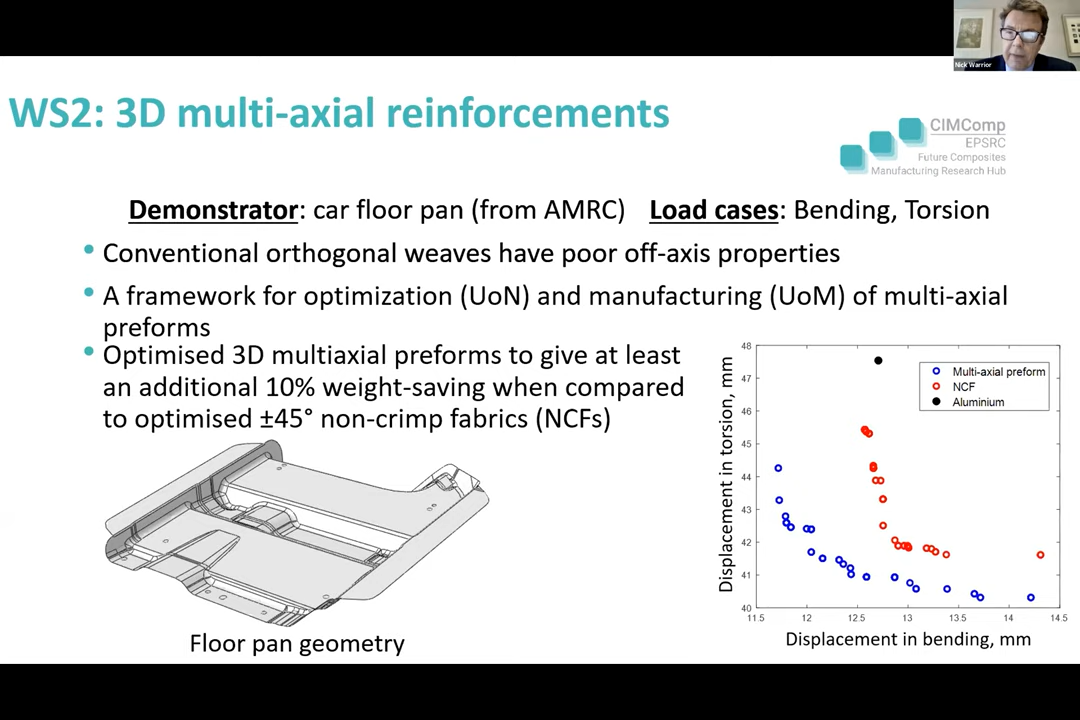 Nick Warrior
WS2: 3D multi-axial reinforcements
CIMComp
EPSRC
Future Composites
Manufacturing Research Hub
Demonstrator: car floor pan (from AMRC) Load cases: Bending, Torsion
• Conventional orthogonal weaves have poor off-axis properties
• A framework for optimization (UoN) and manufacturing (UoM) of multi-axial
preforms
• Optimised 3D multiaxial preforms to give at least
an additional 10% weight-saving when compared
to optimised ±45° non-crimp fabrics (NCFs)
Floor pan geometry
Displacement in torsion, mm
48
47
46
45
44
43
42
41
40
Multi-axial preform
NCF
Aluminium
11.5 12 12.5 13 13.5 14 14.5
Displacement in bending, mm